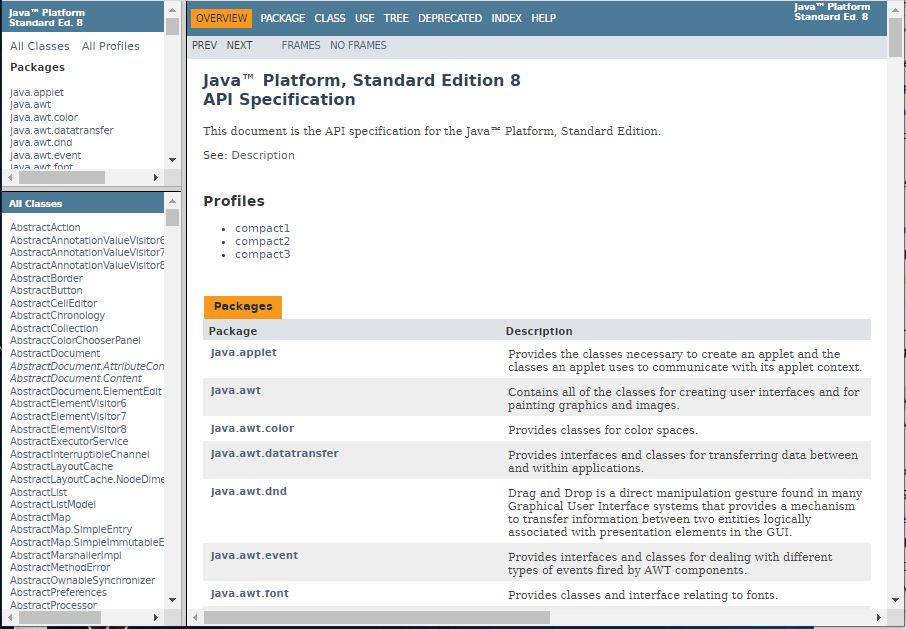 Java™ Platform
Standard Ed. 8
All Classes All Profiles
Packages
java.applet
java.awt
java.awt.color
java.awt.datatransfer
java.awt.dnd
java.awt.event
java.awt.font
All Classes
AbstractAction
AbstractAnnotationValueVisitor6
AbstractAnnotationValueVisitor7
AbstractAnnotationValueVisitor8
AbstractBorder
AbstractButton
AbstractCellEditor
AbstractChronology
AbstractCollection
AbstractColorChooserPanel
AbstractDocument
AbstractDocument.AttributeCon
AbstractDocument.Content
AbstractDocument.ElementEdit
AbstractElementVisitor6
AbstractElementVisitor7
AbstractElementVisitor8
AbstractExecutorService
AbstractInterruptibleChannel
AbstractLayoutCache
AbstractLayoutCache.NodeDime
AbstractList
AbstractListModel
AbstractMap
AbstractMap.SimpleEntry
AbstractMap.SimpleImmutableE
AbstractMarshallerImpl
AbstractMethodError
AbstractOwnableSynchronizer
AbstractPreferences
AbstractProcessor
OVERVIEW PACKAGE CLASS USE TREE DEPRECATED INDEX HELP
Java™ Platform
Standard Ed. 8
PREV NEXT FRAMES NO FRAMES
Java™ Platform, Standard Edition 8
API Specification
This document is the API specification for the Java™ Platform, Standard Edition.
See: Description
Profiles
• compact1
• compact2
• compact3
Packages
Package Description
java.applet Provides the classes necessary to create an applet and the
classes an applet uses to communicate with its applet context.
java.awt Contains all of the classes for creating user interfaces and for
painting graphics and images.
java.awt.color Provides classes for color spaces.
java.awt.datatransfer Provides interfaces and classes for transferring data between
and within applications.
java.awt.dnd Drag and Drop is a direct manipulation gesture found in many
Graphical User Interface systems that provides a mechanism
to transfer information between two entities logically
associated with presentation elements in the GUI.
java.awt.event Provides interfaces and classes for dealing with different
types of events fired by AWT components.
java.awt.font Provides classes and interface relating to fonts.